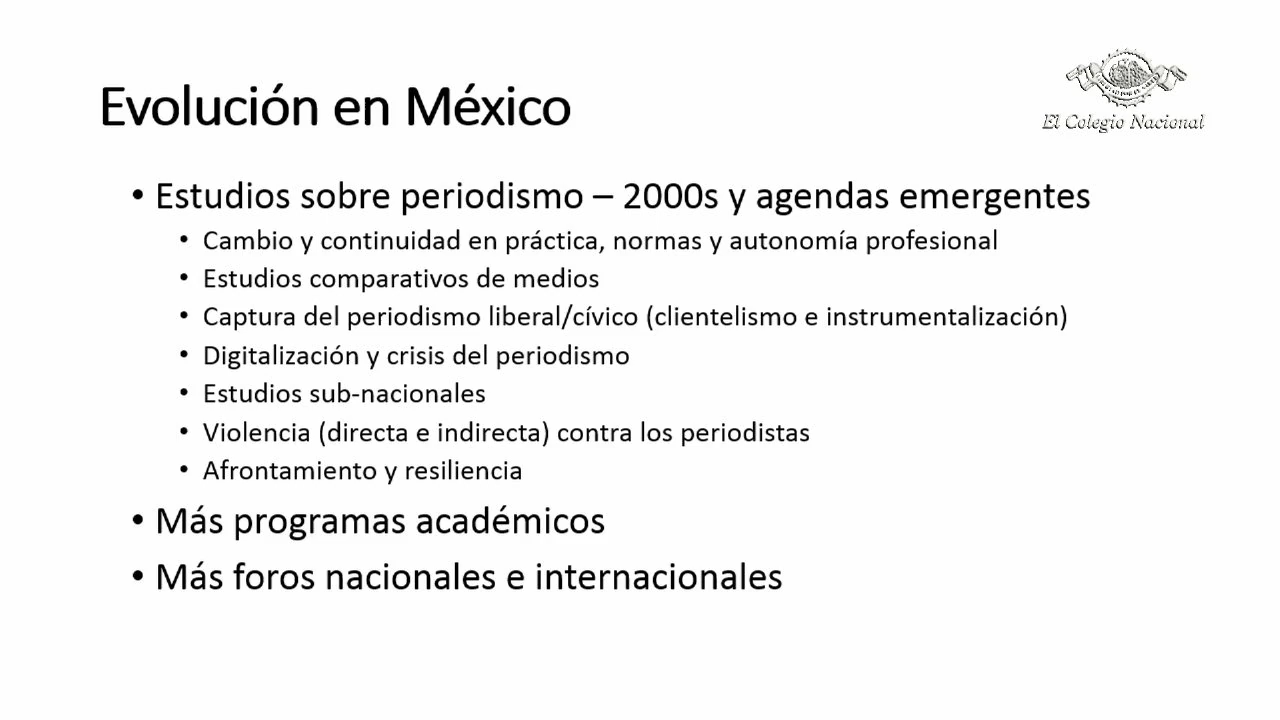 Evolución en México
El Colegio Nacional
• Estudios sobre periodismo – 2000s y agendas emergentes
• Cambio y continuidad en práctica, normas y autonomía profesional
• Estudios comparativos de medios
• Captura del periodismo liberal/cívico (clientelismo e instrumentalización)
• Digitalización y crisis del periodismo
• Estudios sub-nacionales
• Violencia (directa e indirecta) contra los periodistas
• Afrontamiento y resiliencia
• Más programas académicos
• Más foros nacionales e internacionales